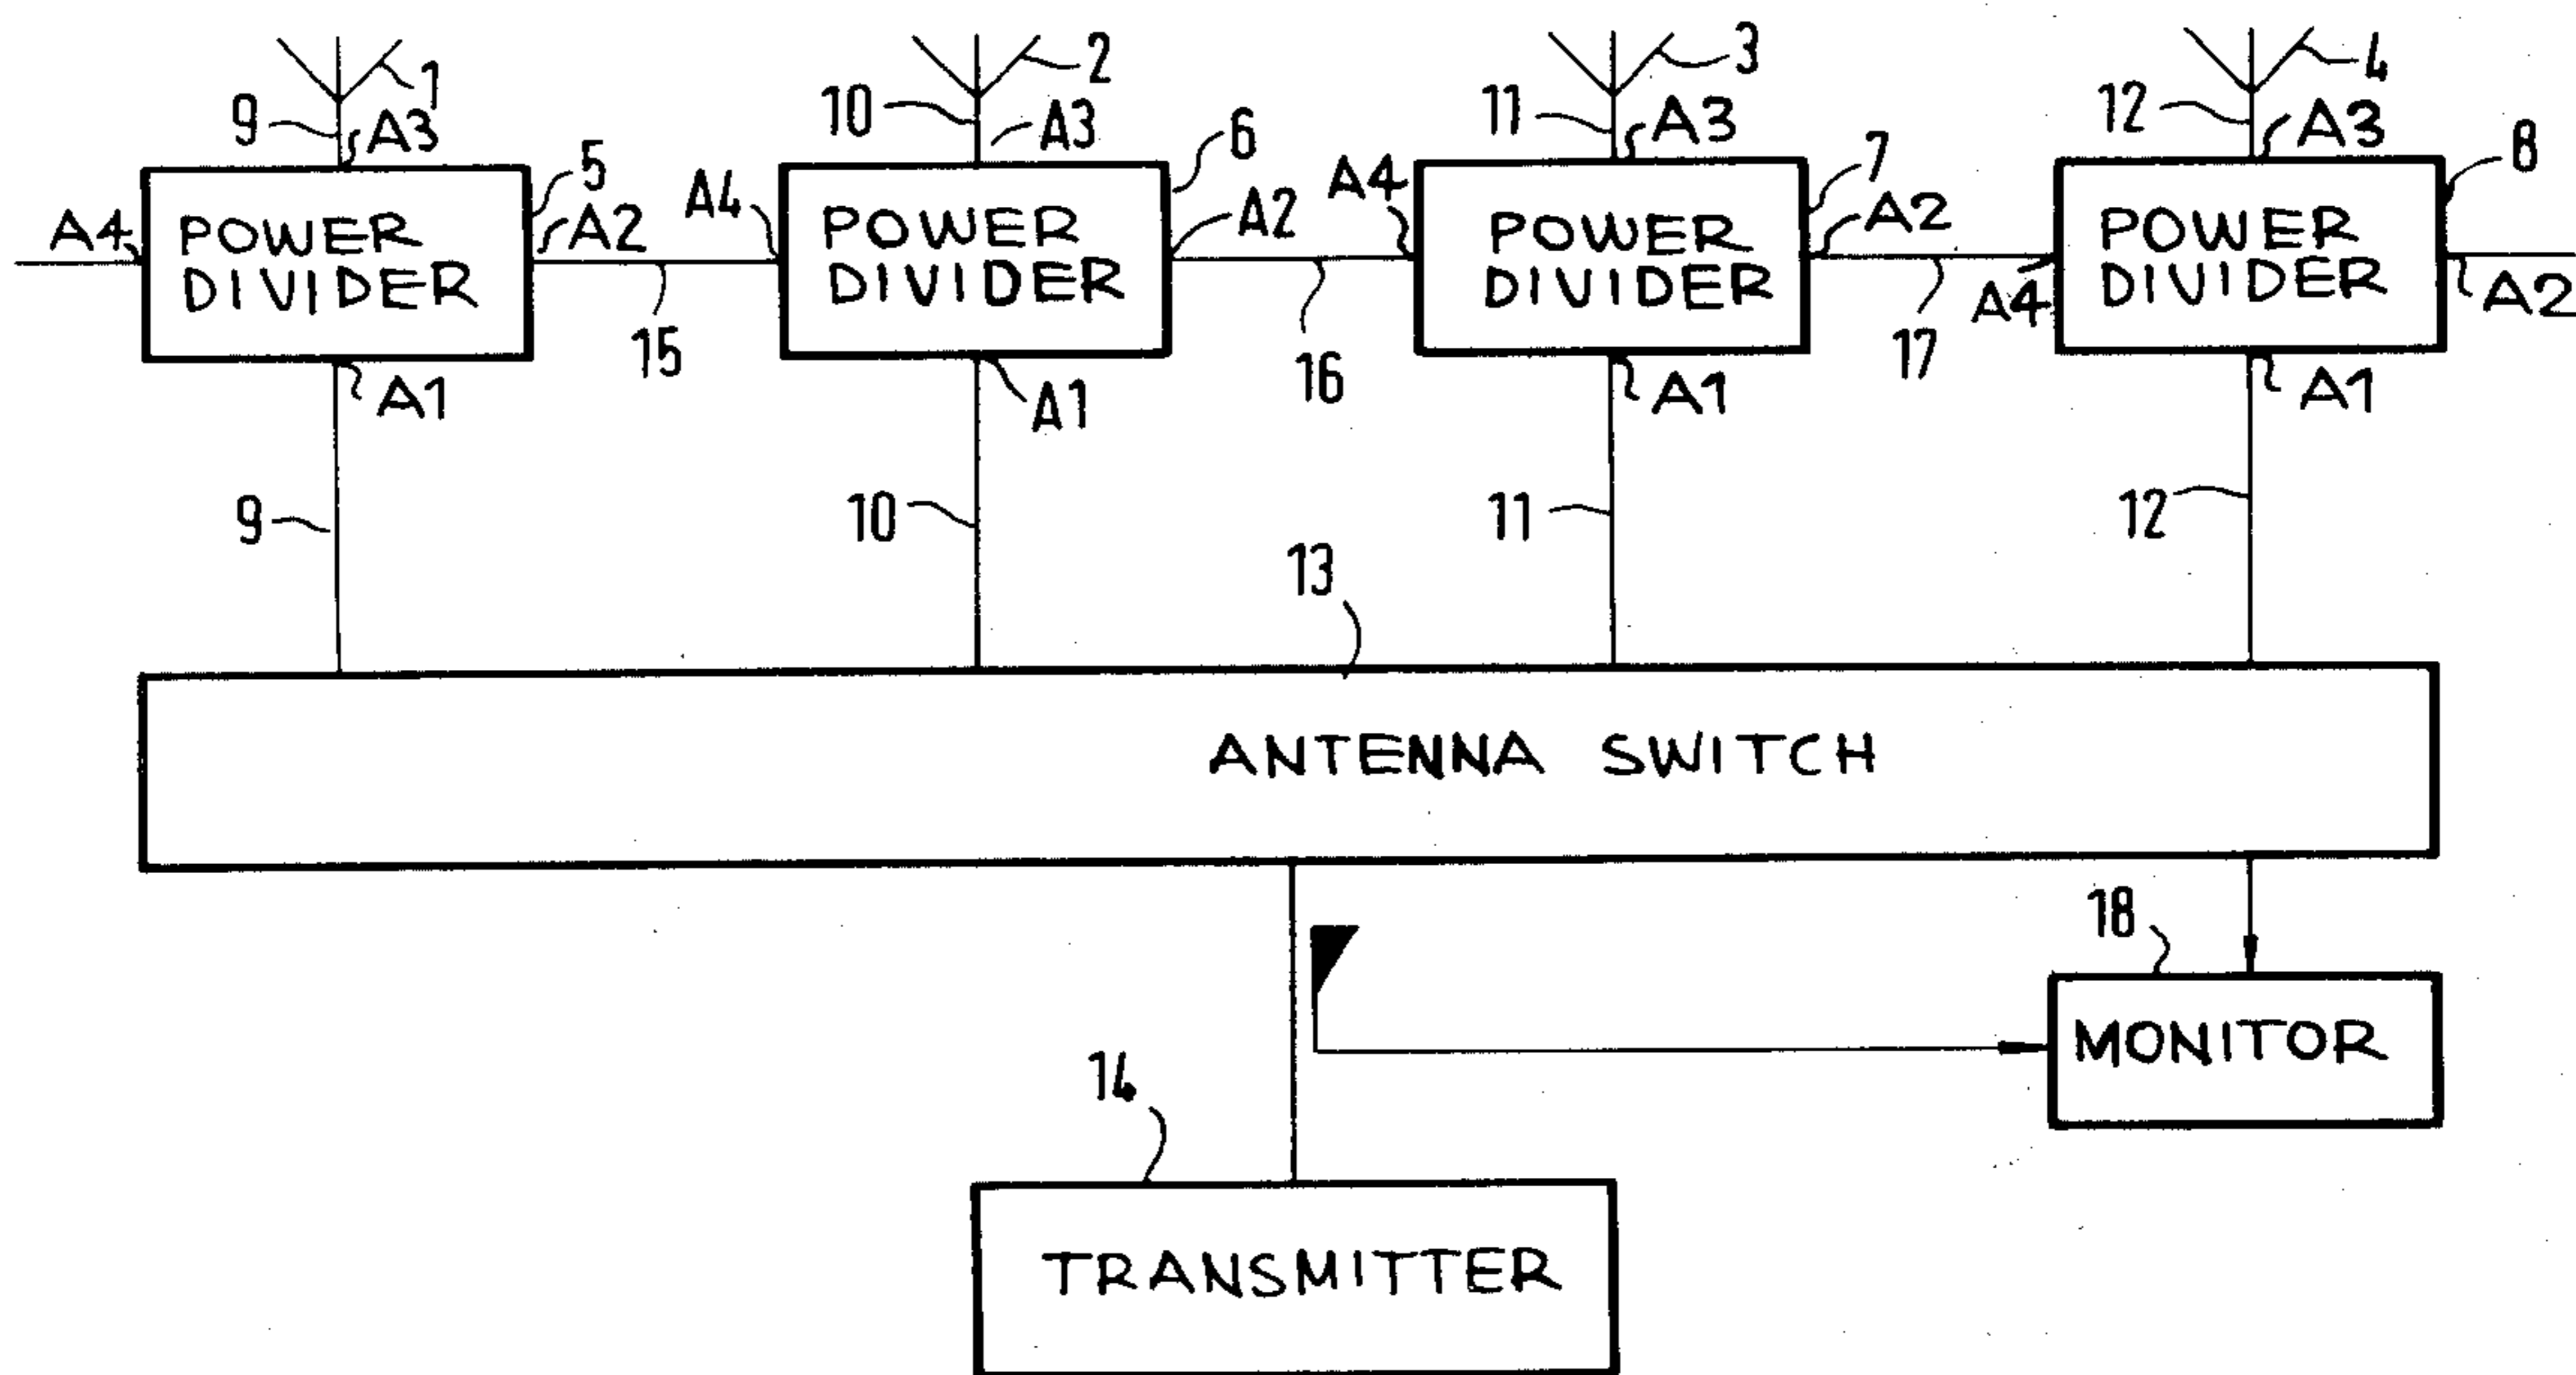 1
2
3
4
9
10
11
12
A3
A3
A3
A3
5
6
7
8
A4
POWER
DIVIDER
A2
A4
POWER
DIVIDER
A2
A4
POWER
DIVIDER
A2
A4
POWER
DIVIDER
A2
15
16
17
A1
A1
A1
A1
9
10
11
12
13
ANTENNA SWITCH
18
MONITOR
14
TRANSMITTER